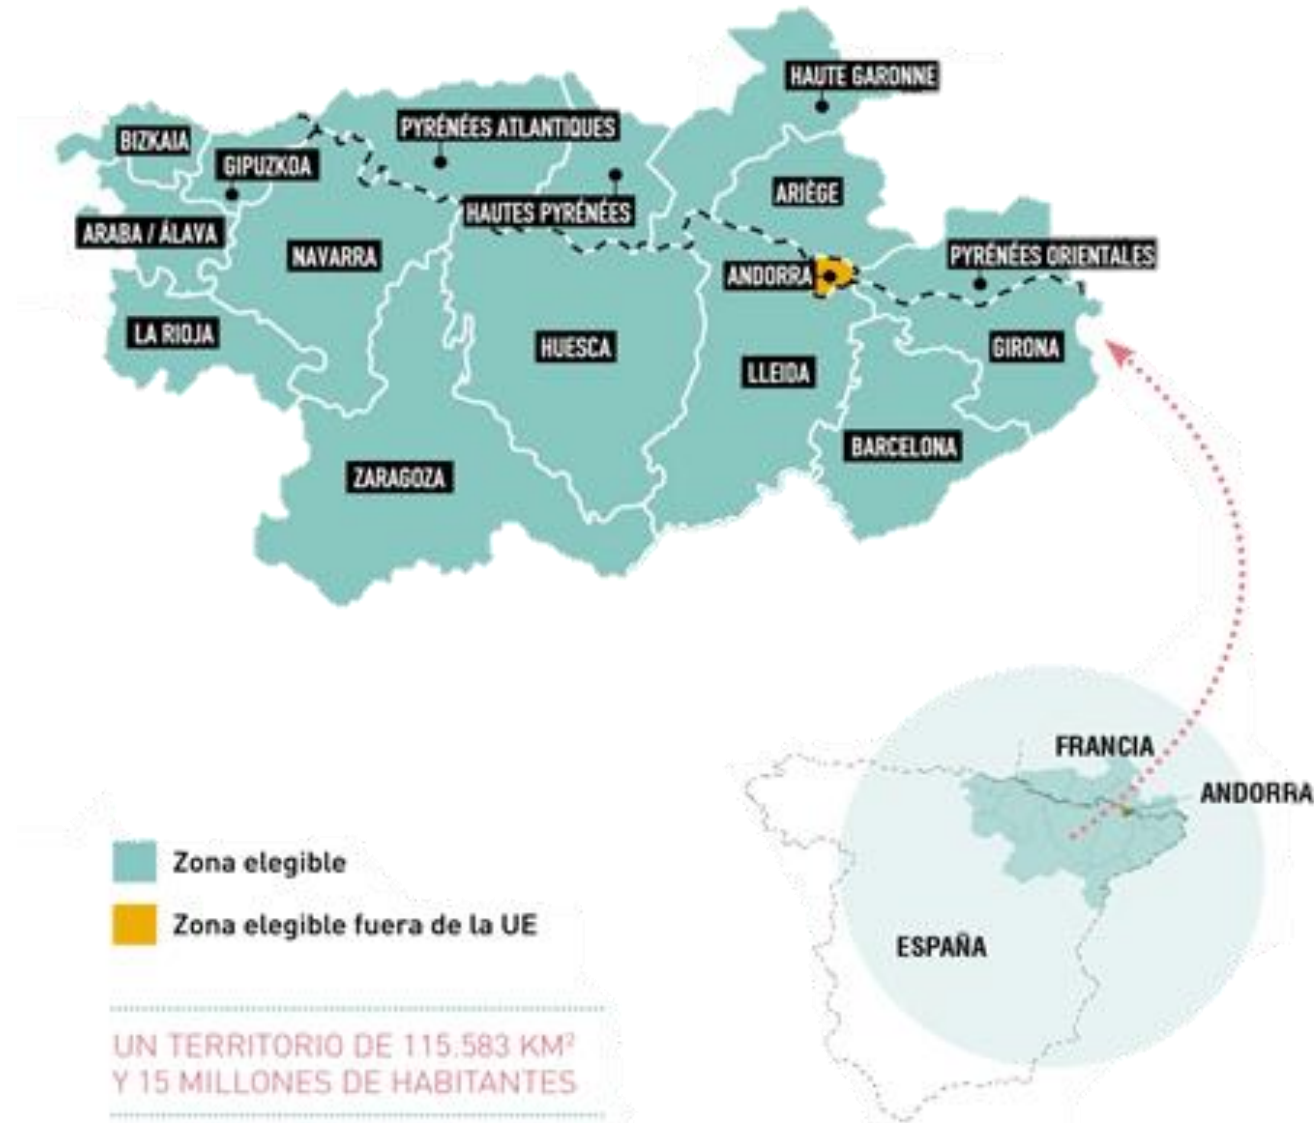 HAUTE GARONNE
PYRÉNÉES ATLANTIQUES
BIZKAIA
GIPUZKOA
ARIÈGE
HAUTES PYRÉNÉES
ARABA / ÁLAVA
NAVARRA
PYRÉNÉES ORIENTALES
ANDORRA
LA RIOJA
HUESCA
GIRONA
LLEIDA
BARCELONA
ZARAGOZA
FRANCIA
ANDORRA
ESPAÑA
Zona elegible
Zona elegible fuera de la UE
UN TERRITORIO DE 115.583 KM²
Y 15 MILLONES DE HABITANTES